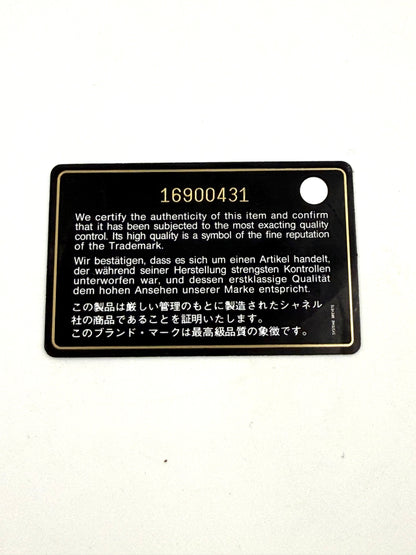 16900431
We certify the authenticity of this item and confirm
that it has been subjected to the most exacting quality
control. Its high quality is a symbol of the fine reputation
of the Trademark.
Wir bestätigen, dass es sich um einen Artikel handelt,
der während seiner Herstellung strengsten Kontrollen
unterworfen war, und dessen erstklassige Qualität
dem hohen Ansehen unserer Marke entspricht.
この製品は厳しい管理のもとに製造されたシャネル
社の商品であることを証明いたします。
このブランド・マークは最高級品質の象徴です。